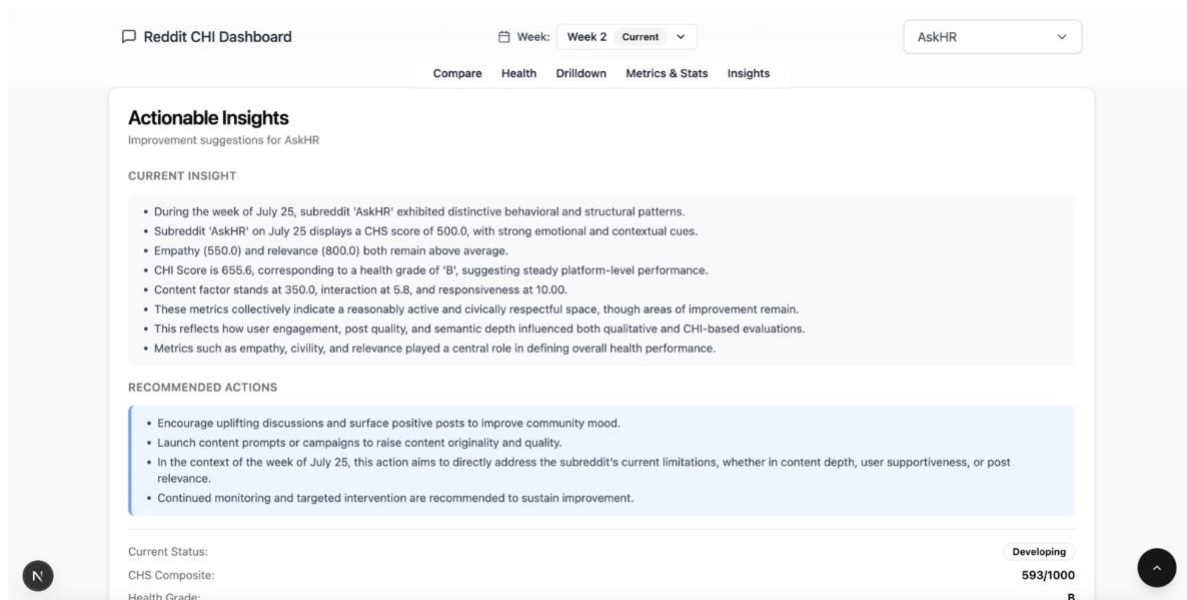 Reddit CHI Dashboard
Week: Week 2 Current
AskHR
Compare Health Drilldown Metrics & Stats Insights
Actionable Insights
Improvement suggestions for AskHR
CURRENT INSIGHT
• During the week of July 25, subreddit 'AskHR' exhibited distinctive behavioral and structural patterns.
• Subreddit 'AskHR' on July 25 displays a CHS score of 500.0, with strong emotional and contextual cues.
• Empathy (550.0) and relevance (800.0) both remain above average.
• CHI Score is 655.6, corresponding to a health grade of 'B', suggesting steady platform-level performance.
• Content factor stands at 350.0, interaction at 5.8, and responsiveness at 10.00.
• These metrics collectively indicate a reasonably active and civically respectful space, though areas of improvement remain.
• This reflects how user engagement, post quality, and semantic depth influenced both qualitative and CHI-based evaluations.
• Metrics such as empathy, civility, and relevance played a central role in defining overall health performance.
RECOMMENDED ACTIONS
• Encourage uplifting discussions and surface positive posts to improve community mood.
• Launch content prompts or campaigns to raise content originality and quality.
• In the context of the week of July 25, this action aims to directly address the subreddit's current limitations, whether in content depth, user supportiveness, or post
relevance.
• Continued monitoring and targeted intervention are recommended to sustain improvement.
Current Status: Developing
CHS Composite: 593/1000
Health Grade: B
N